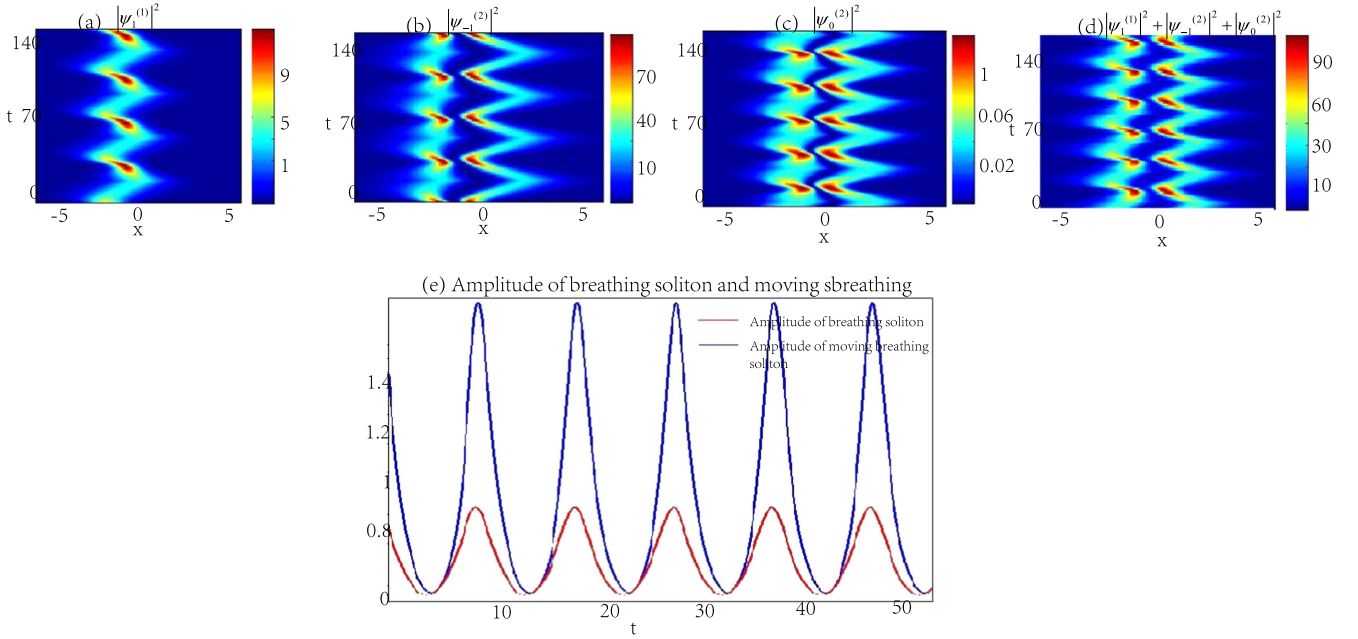 (a) |ψ₁⁽¹⁾|²
(b) |ψ₋₁⁽²⁾|²
(c) |ψ₀⁽²⁾|²
(d) |ψ₁⁽¹⁾|² + |ψ₋₁⁽²⁾|² + |ψ₀⁽²⁾|²
140
70
0
t
-5 0 5
x
9
5
1
140
70
0
t
-5 0 5
x
70
40
10
140
70
0
t
-5 0 5
x
1
0.06
0.02
140
70
0
t
-5 0 5
x
90
60
30
10
(e) Amplitude of breathing soliton and moving sbreathing
Amplitude of breathing soliton
Amplitude of moving breathing
soliton
1.4
1.2
1
0.8
0
10 20 30 40 50
t